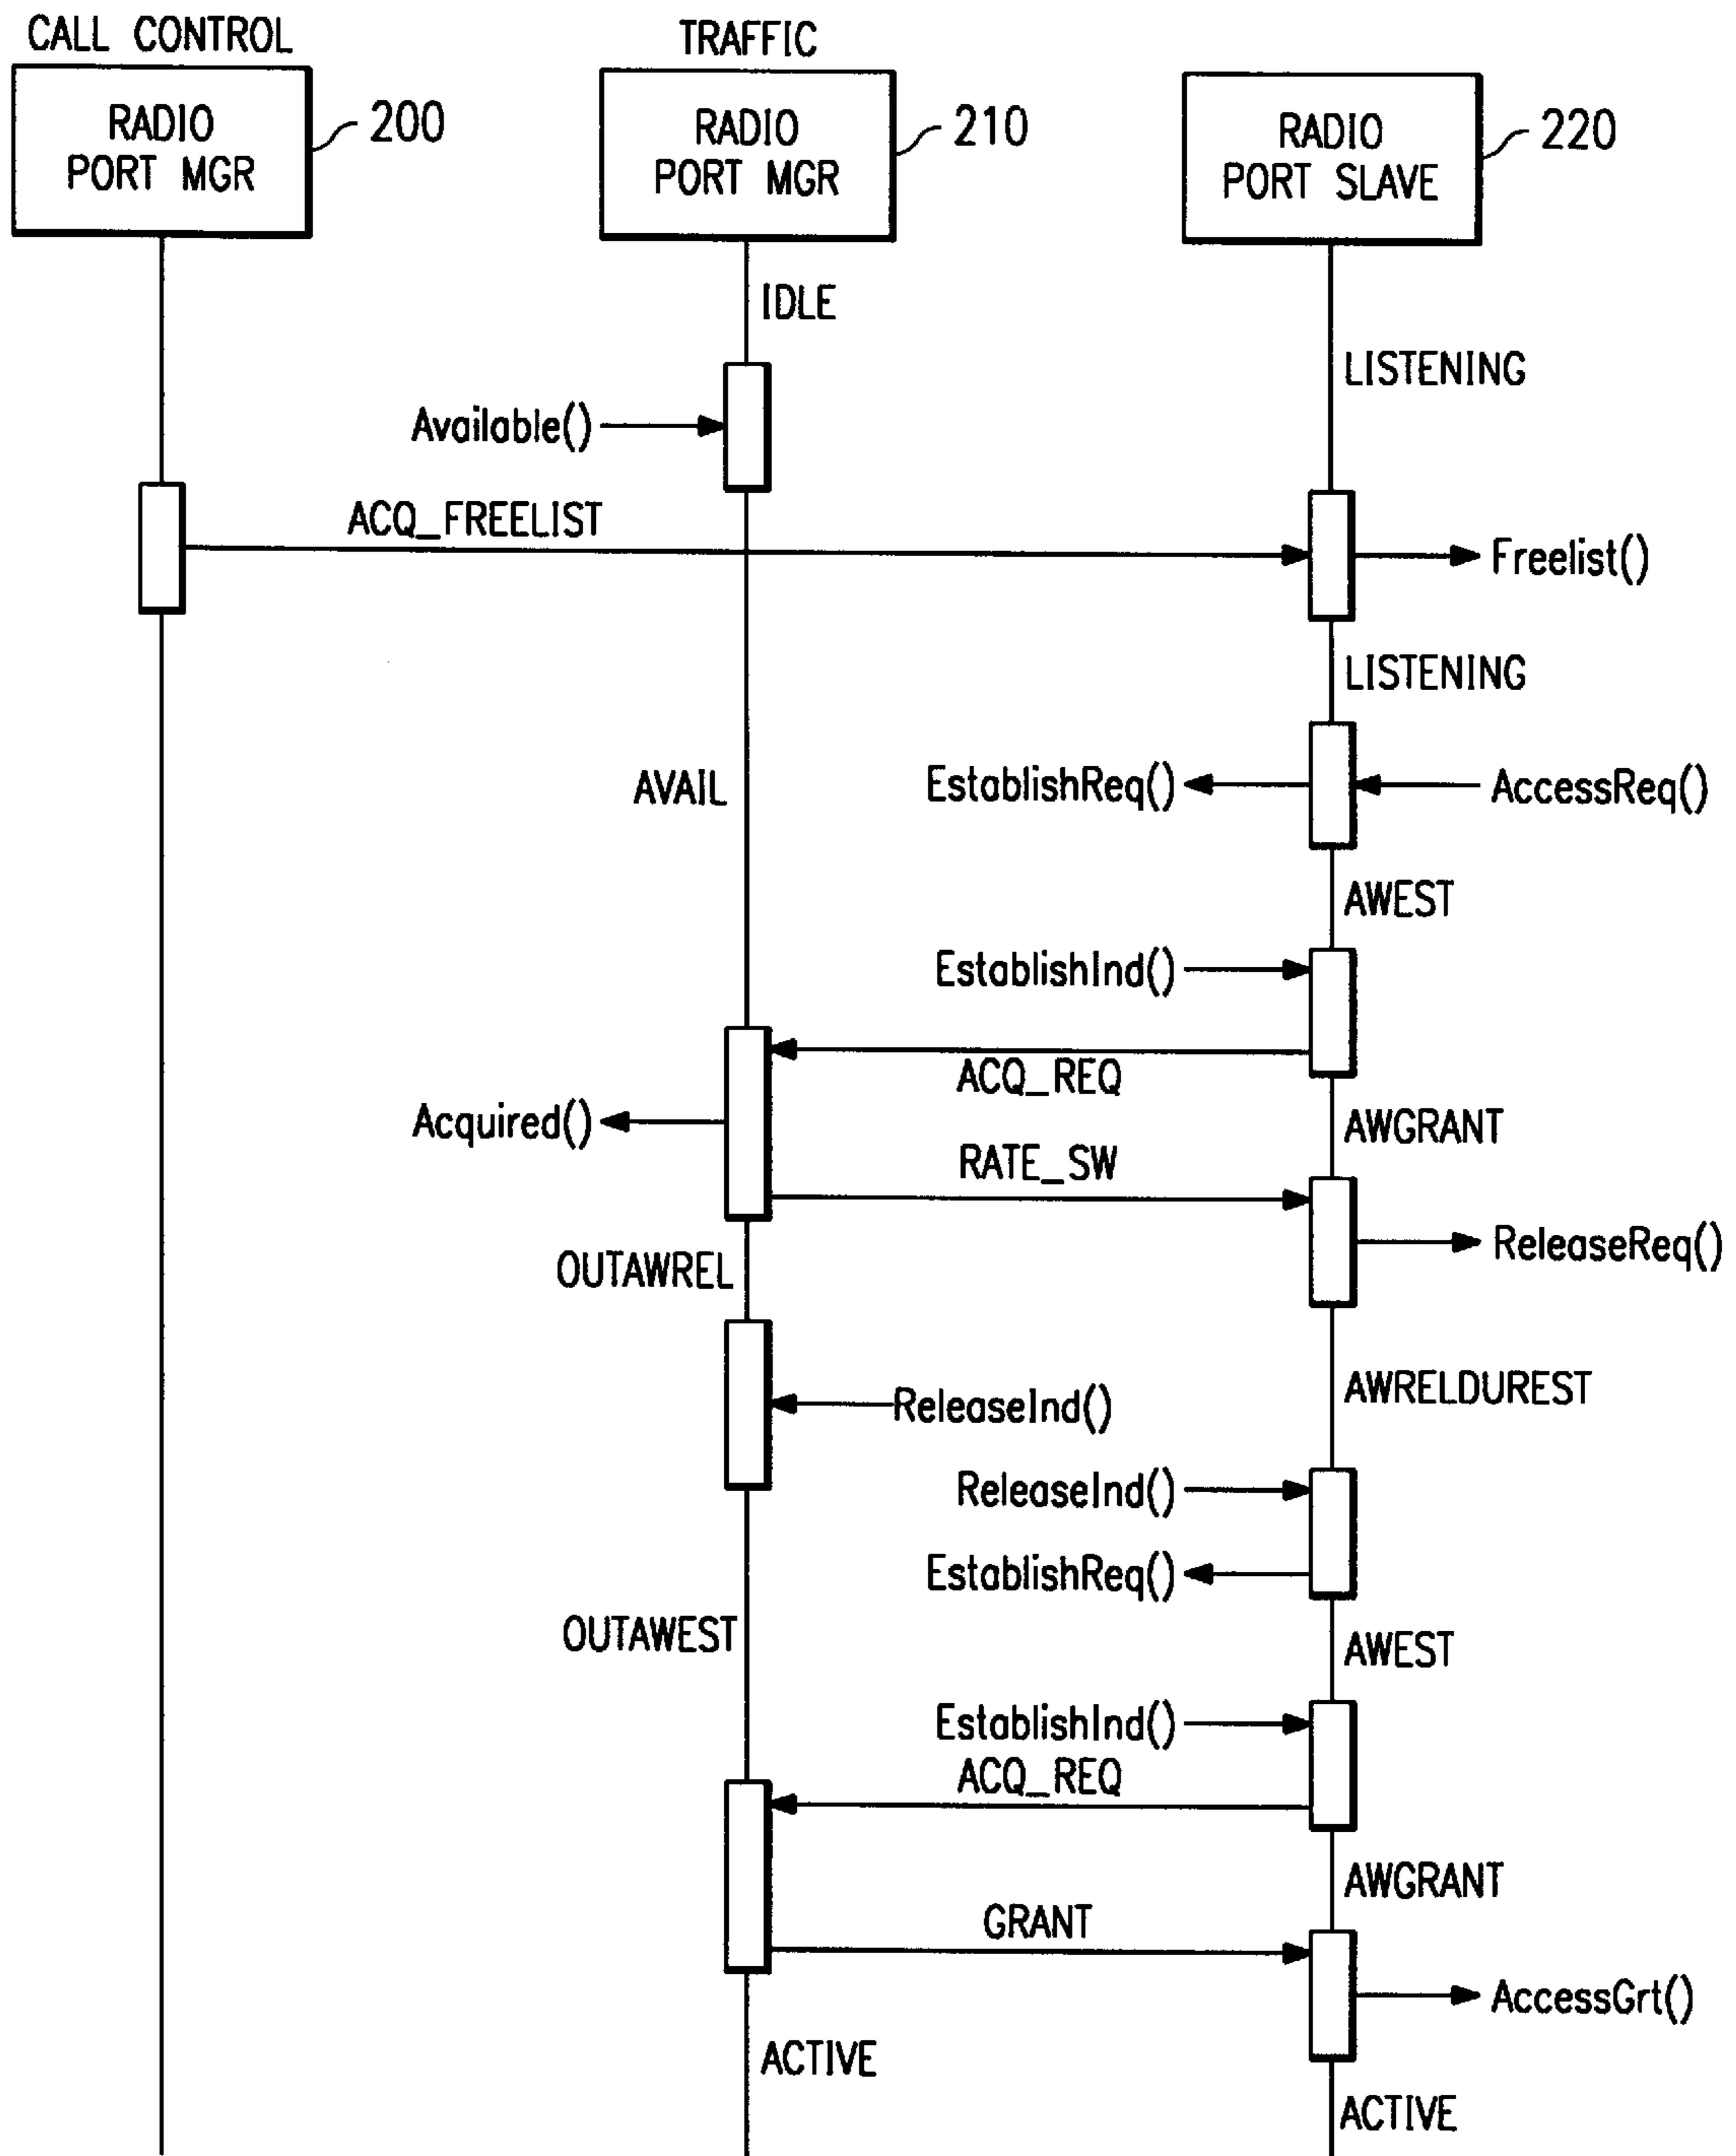 CALL CONTROL
TRAFFIC
RADIO
PORT MGR
200
RADIO
PORT MGR
210
RADIO
PORT SLAVE
220
IDLE
LISTENING
Available()
ACQ_FREELIST
Freelist()
LISTENING
AVAIL
EstablishReq()
AccessReq()
AWEST
EstablishInd()
ACQ_REQ
Acquired()
AWGRANT
RATE_SW
OUTAWREL
ReleaseReq()
ReleaseInd()
AWRELDUREST
ReleaseInd()
EstablishReq()
OUTAWEST
AWEST
EstablishInd()
ACQ_REQ
AWGRANT
GRANT
AccessGrt()
ACTIVE
ACTIVE